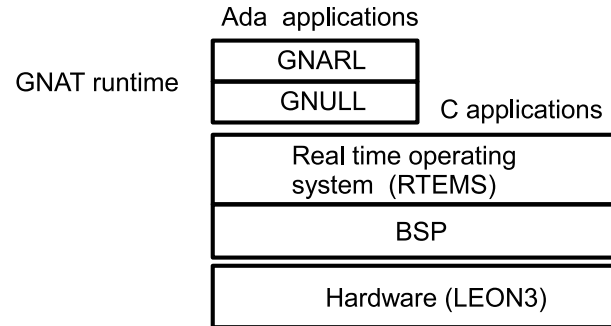 Ada applications
GNARL
GNAT runtime
GNULL
C applications
Real time operating
system (RTEMS)
BSP
Hardware (LEON3)